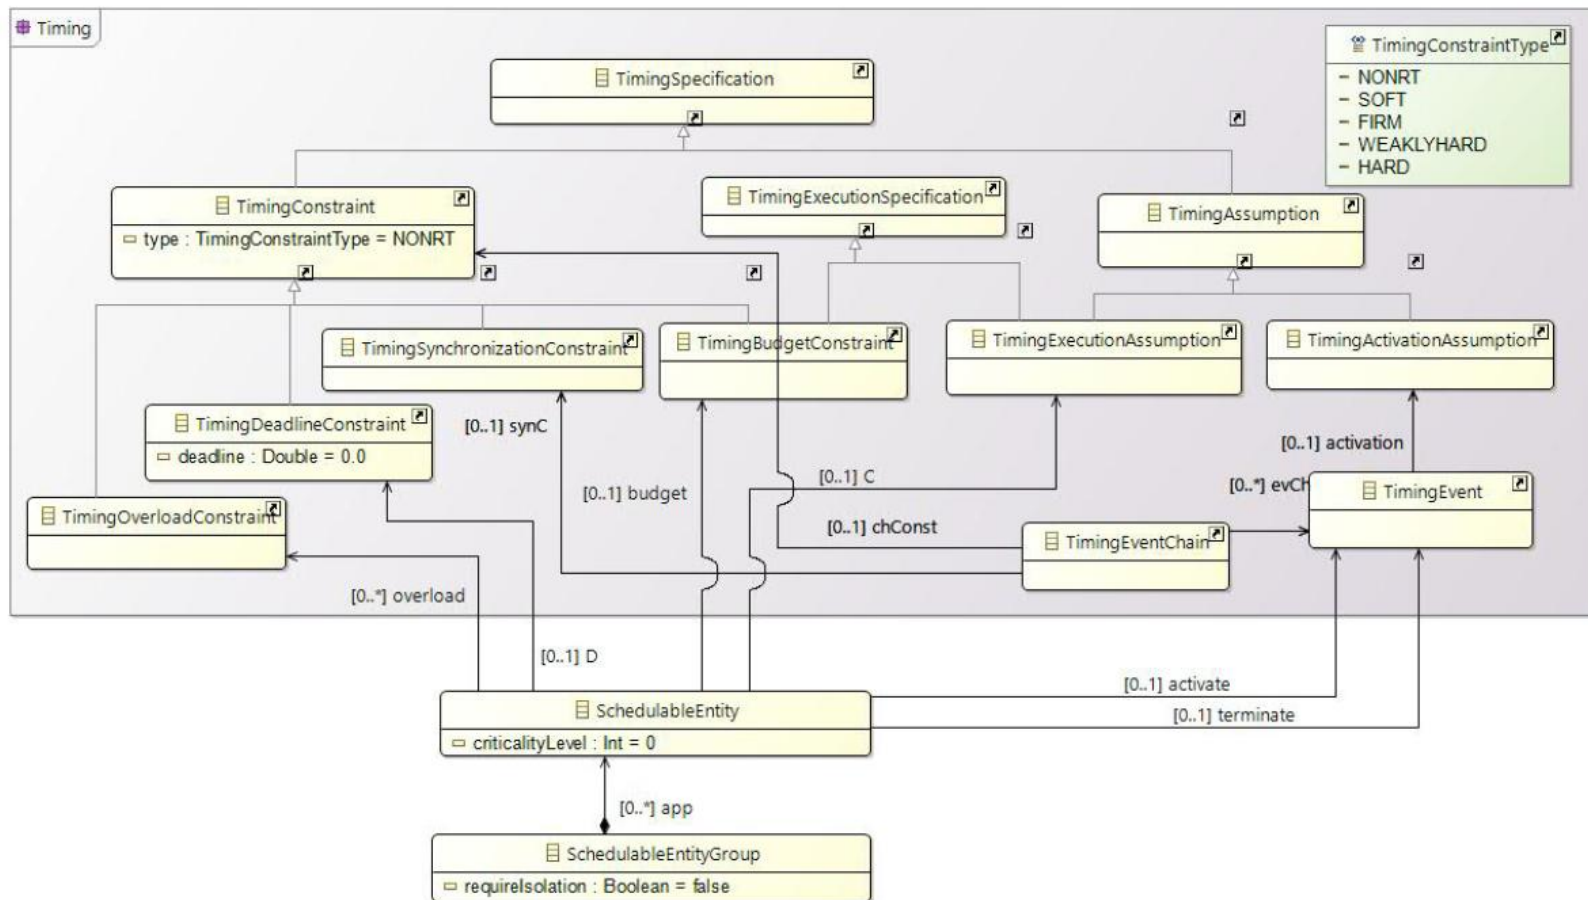 Timing
TimingConstraintType
– NONRT
– SOFT
– FIRM
– WEAKLYHARD
– HARD
TimingSpecification
TimingConstraint
type : TimingConstraintType = NONRT
TimingExecutionSpecification
TimingAssumption
TimingSynchronizationConstraint
TimingBudgetConstraint
TimingExecutionAssumption
TimingActivationAssumption
TimingDeadlineConstraint
deadline : Double = 0.0
[0..1] synC
[0..1] activation
[0..1] budget
[0..1] C
[0..*] evCh
TimingEvent
TimingOverloadConstraint
[0..1] chConst
TimingEventChain
[0..*] overload
[0..1] D
[0..1] activate
[0..1] terminate
SchedulableEntity
criticalityLevel : Int = 0
[0..*] app
SchedulableEntityGroup
requireIsolation : Boolean = false